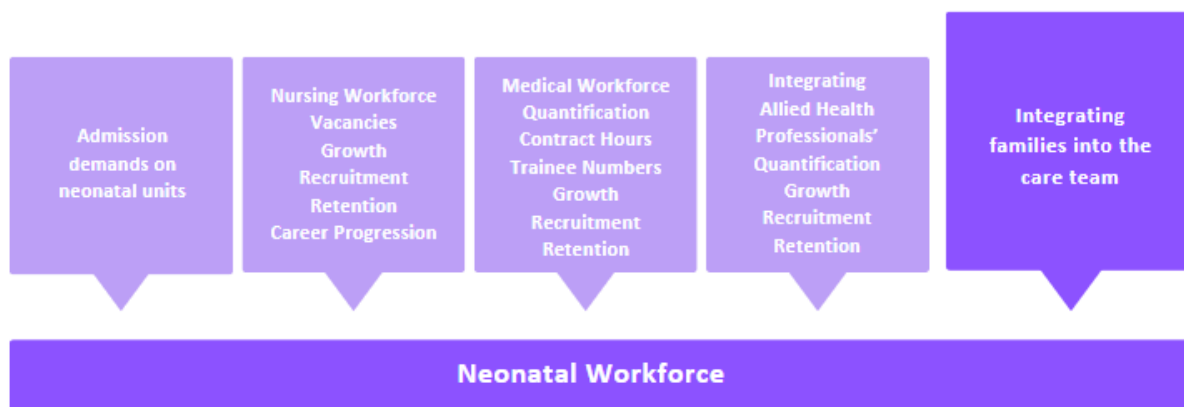 Admission
demands on
neonatal units
Nursing Workforce
Vacancies
Growth
Recruitment
Retention
Career Progression
Medical Workforce
Quantification
Contract Hours
Trainee Numbers
Growth
Recruitment
Retention
Integrating
Allied Health
Professionals’
Quantification
Growth
Recruitment
Retention
Integrating
families into the
care team
Neonatal Workforce